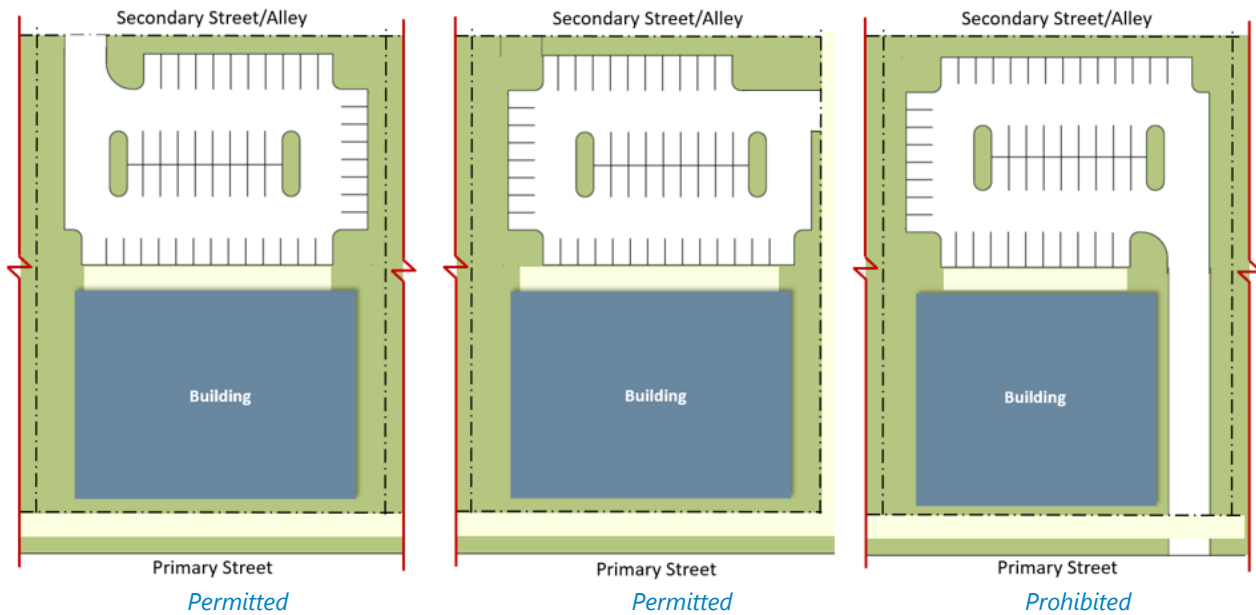 Secondary Street/Alley
Secondary Street/Alley
Secondary Street/Alley
Building
Building
Building
Primary Street
Primary Street
Primary Street
Permitted
Permitted
Prohibited